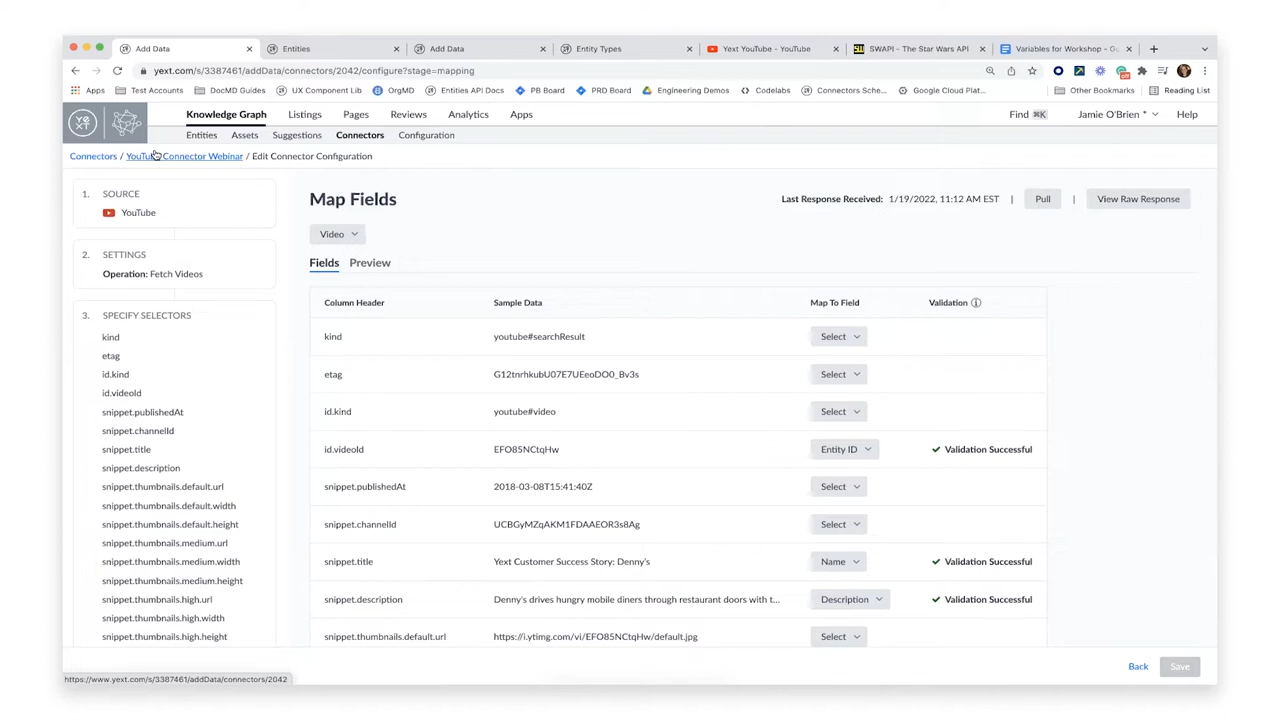 Add Data
Entities
Add Data
Entity Types
Yext YouTube - YouTube
SWAPI - The Star Wars API
Variables for Workshop - Go
yext.com/s/3387461/addData/connectors/2042/configure?stage=mapping
Apps Test Accounts DocMD Guides UX Component Lib OrgMD Entities API Docs PB Board PRD Board Engineering Demos Codelabs Connectors Sche... Google Cloud Plat... Other Bookmarks Reading List
yext Knowledge Graph Listings Pages Reviews Analytics Apps Find ⌘K Jamie O'Brien * Help
Entities Assets Suggestions Connectors Configuration
Connectors / YouTube Connector Webinar / Edit Connector Configuration
1. SOURCE
YouTube
2. SETTINGS
Operation: Fetch Videos
3. SPECIFY SELECTORS
kind
etag
id.kind
id.videoId
snippet.publishedAt
snippet.channelId
snippet.title
snippet.description
snippet.thumbnails.default.url
snippet.thumbnails.default.width
snippet.thumbnails.default.height
snippet.thumbnails.medium.url
snippet.thumbnails.medium.width
snippet.thumbnails.medium.height
snippet.thumbnails.high.url
snippet.thumbnails.high.width
snippet.thumbnails.high.height
Map Fields
Last Response Received: 1/19/2022, 11:12 AM EST | Pull | View Raw Response
Video
Fields Preview
Column Header Sample Data Map To Field Validation
kind youtube#searchResult Select
etag G12tnrhkubU07E7UEeoDO0_Bv3s Select
id.kind youtube#video Select
id.videoId EFO85NCtqHw Entity ID Validation Successful
snippet.publishedAt 2018-03-08T15:41:40Z Select
snippet.channelId UCBGyMZqAKM1FDAAEOR3s8Ag Select
snippet.title Yext Customer Success Story: Denny's Name Validation Successful
snippet.description Denny's drives hungry mobile diners through restaurant doors with t... Description Validation Successful
snippet.thumbnails.default.url https://i.ytimg.com/vi/EFO85NCtqHw/default.jpg Select
Back Save
https://www.yext.com/s/3387461/addData/connectors/2042